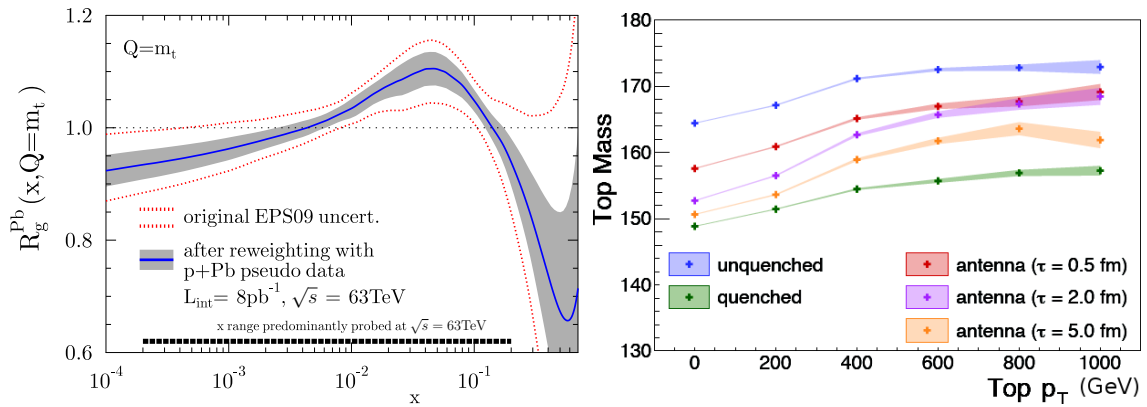 1.2
1.0
0.8
0.6
R_g^Pb (x,Q=m_t)
Q=m_t
original EPS09 uncert.
after reweighting with
p+Pb pseudo data
L_int= 8pb^-1, √s = 63TeV
x range predominantly probed at √s = 63TeV
10^-4 10^-3 10^-2 10^-1
x
Top Mass
170
160
150
140
130
unquenched
quenched
antenna (τ = 0.5 fm)
antenna (τ = 2.0 fm)
antenna (τ = 5.0 fm)
0 200 400 600 800 1000
Top p_T (GeV)